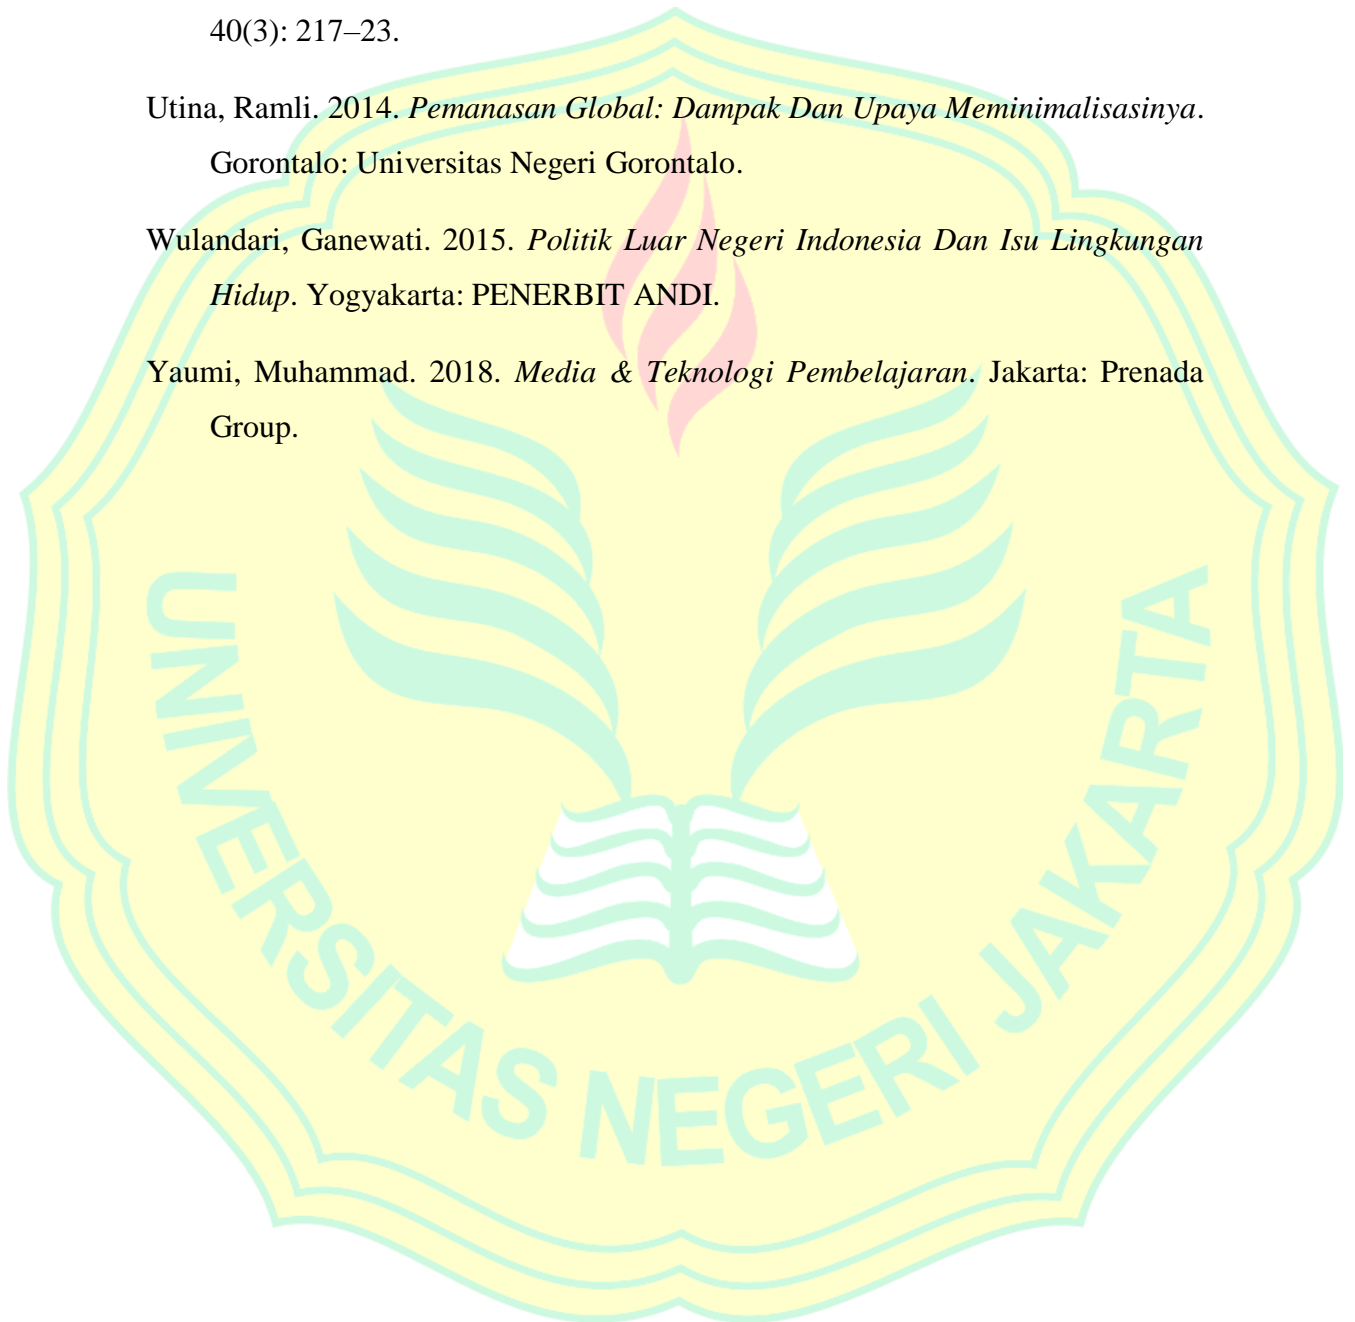 40(3): 217–23.
Utina, Ramli. 2014. Pemanasan Global: Dampak Dan Upaya Meminimalisasinya.
Gorontalo: Universitas Negeri Gorontalo.
Wulandari, Ganewati. 2015. Politik Luar Negeri Indonesia Dan Isu Lingkungan
Hidup. Yogyakarta: PENERBIT ANDI.
Yaumi, Muhammad. 2018. Media & Teknologi Pembelajaran. Jakarta: Prenada
Group.
UNIVERSITAS NEGERI JAKARTA